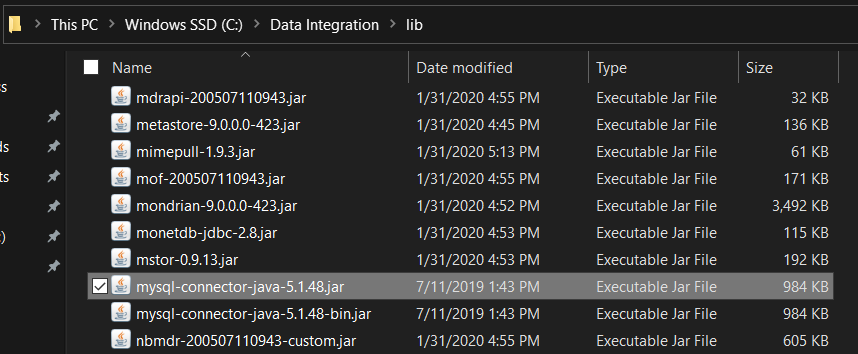 This PC > Windows SSD (C:) > Data Integration > lib
Name Date modified Type Size
mdrapi-200507110943.jar 1/31/2020 4:55 PM Executable Jar File 32 KB
metastore-9.0.0.0-423.jar 1/31/2020 4:45 PM Executable Jar File 136 KB
mimepull-1.9.3.jar 1/31/2020 5:13 PM Executable Jar File 61 KB
mof-200507110943.jar 1/31/2020 4:55 PM Executable Jar File 171 KB
mondrian-9.0.0.0-423.jar 1/31/2020 4:52 PM Executable Jar File 3,492 KB
monetdb-jdbc-2.8.jar 1/31/2020 4:53 PM Executable Jar File 115 KB
mstor-0.9.13.jar 1/31/2020 4:53 PM Executable Jar File 192 KB
mysql-connector-java-5.1.48.jar 7/11/2019 1:43 PM Executable Jar File 984 KB
mysql-connector-java-5.1.48-bin.jar 7/11/2019 1:43 PM Executable Jar File 984 KB
nbmdr-200507110943-custom.jar 1/31/2020 4:55 PM Executable Jar File 605 KB